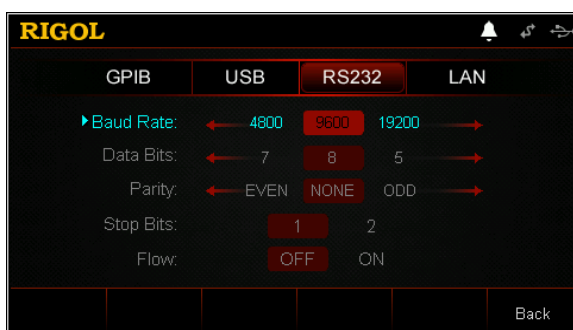 RIGOL
GPIB USB RS232 LAN
Baud Rate: 4800 9600 19200
Data Bits: 7 8 5
Parity: EVEN NONE ODD
Stop Bits: 1 2
Flow: OFF ON
Back